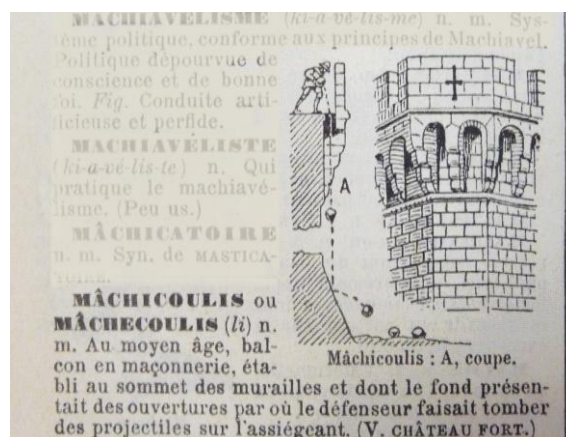 MACHIAVÉLISME (ki-a-vé-lis-me) n. m. Sys-
tème politique, conforme aux principes de Machiavel.
Politique dépourvue de
conscience et de bonne
foi. Fig. Conduite arti-
ficieuse et perfide.
MACHIAVÉLISTE
(ki-a-vé-lis-te) n. Qui
pratique le machiavé-
lisme. (Peu us.)
MÂCHICATOIRE
n. m. Syn. de MASTICA-
TOIRE.
MÂCHICOULIS ou
MÂCHECOULIS (li) n.
m. Au moyen âge, bal-
con en maçonnerie, éta-
bli au sommet des murailles et dont le fond présen-
tait des ouvertures par où le défenseur faisait tomber
des projectiles sur l'assiégeant. (V. CHÂTEAU FORT.)
A
Mâchicoulis : A, coupe.